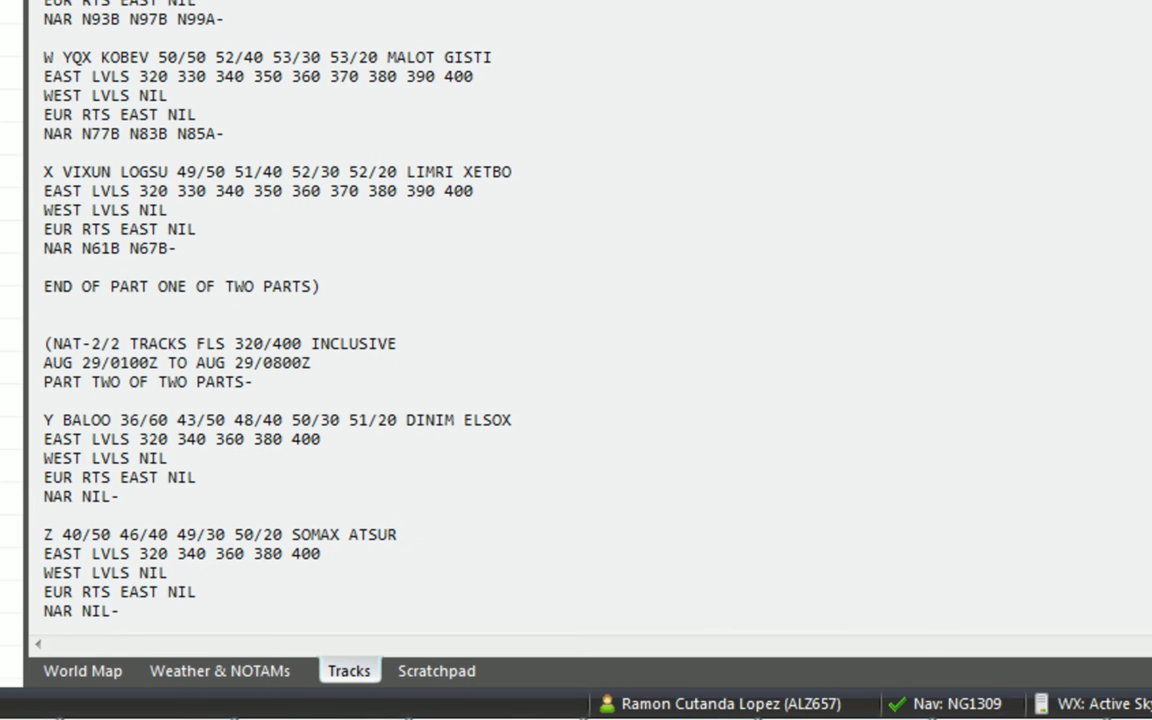 EUR RTS EAST NIL
NAR N93B N97B N99A-
W YQX KOBEV 50/50 52/40 53/30 53/20 MALOT GISTI
EAST LVLS 320 330 340 350 360 370 380 390 400
WEST LVLS NIL
EUR RTS EAST NIL
NAR N77B N83B N85A-
X VIXUN LOGSU 49/50 51/40 52/30 52/20 LIMRI XETBO
EAST LVLS 320 330 340 350 360 370 380 390 400
WEST LVLS NIL
EUR RTS EAST NIL
NAR N61B N67B-
END OF PART ONE OF TWO PARTS)
(NAT-2/2 TRACKS FLS 320/400 INCLUSIVE
AUG 29/0100Z TO AUG 29/0800Z
PART TWO OF TWO PARTS-
Y BALOO 36/60 43/50 48/40 50/30 51/20 DINIM ELSOX
EAST LVLS 320 340 360 380 400
WEST LVLS NIL
EUR RTS EAST NIL
NAR NIL-
Z 40/50 46/40 49/30 50/20 SOMAX ATSUR
EAST LVLS 320 340 360 380 400
WEST LVLS NIL
EUR RTS EAST NIL
NAR NIL-
World Map Weather & NOTAMs Tracks Scratchpad
Ramon Cutanda Lopez (ALZ657) Nav: NG1309 WX: Active Sk